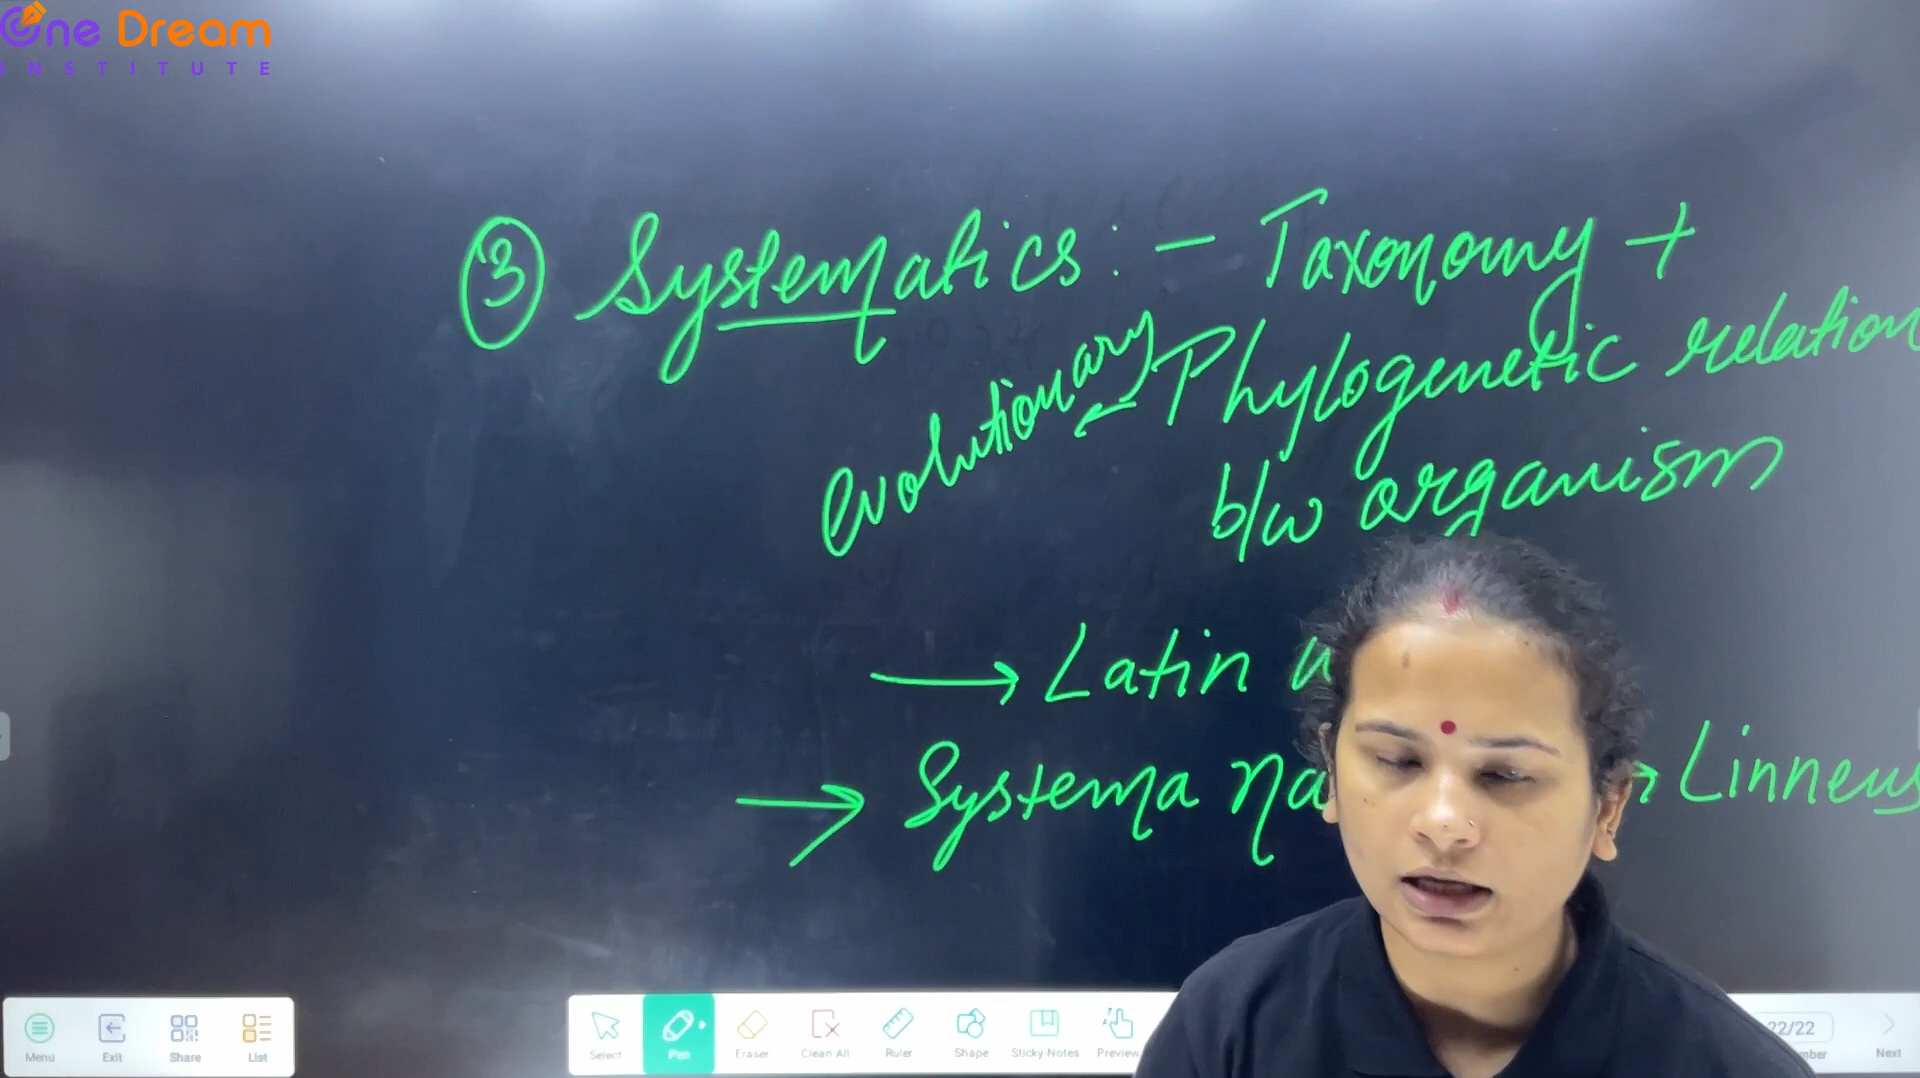 One Dream
INSTITUTE
③ Systematics :- Taxonomy +
evolutionary ← Phylogenetic relation
b/w organism
→ Latin
→ Systema na → Linneus
Menu Exit Share List
Select Pen Eraser Clean All Ruler Shape Sticky Notes Preview
22/22
Next